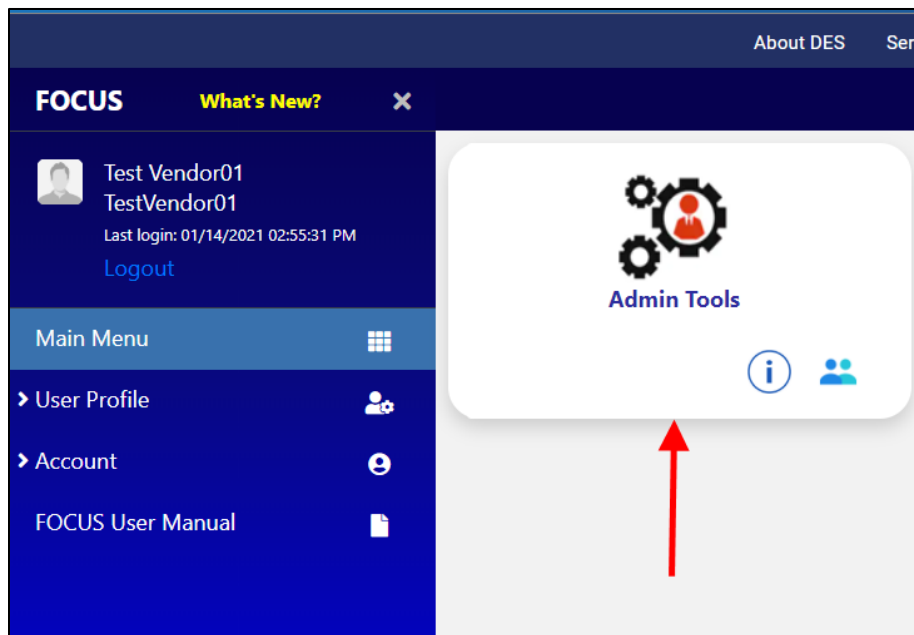 About DES
FOCUS What's New?
Test Vendor01
TestVendor01
Last login: 01/14/2021 02:55:31 PM
Logout
Main Menu
User Profile
Account
FOCUS User Manual
Admin Tools